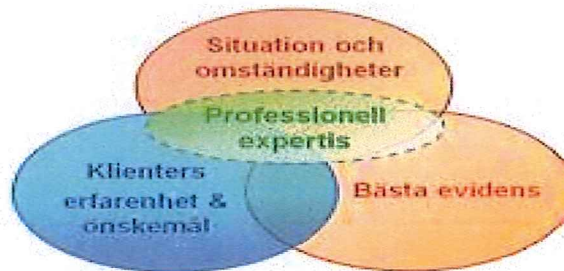 Situation och
omständigheter
Professionell
expertis
Klienters
erfarenhet &
önskemål
Bästa evidens